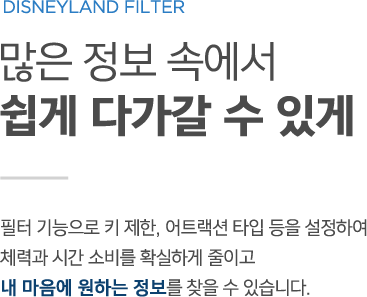 DISNEYLAND FILTER
많은 정보 속에서
쉽게 다가갈 수 있게
필터 기능으로 키 제한, 어트랙션 타입 등을 설정하여
체력과 시간 소비를 확실하게 줄이고
내 마음에 원하는 정보를 찾을 수 있습니다.